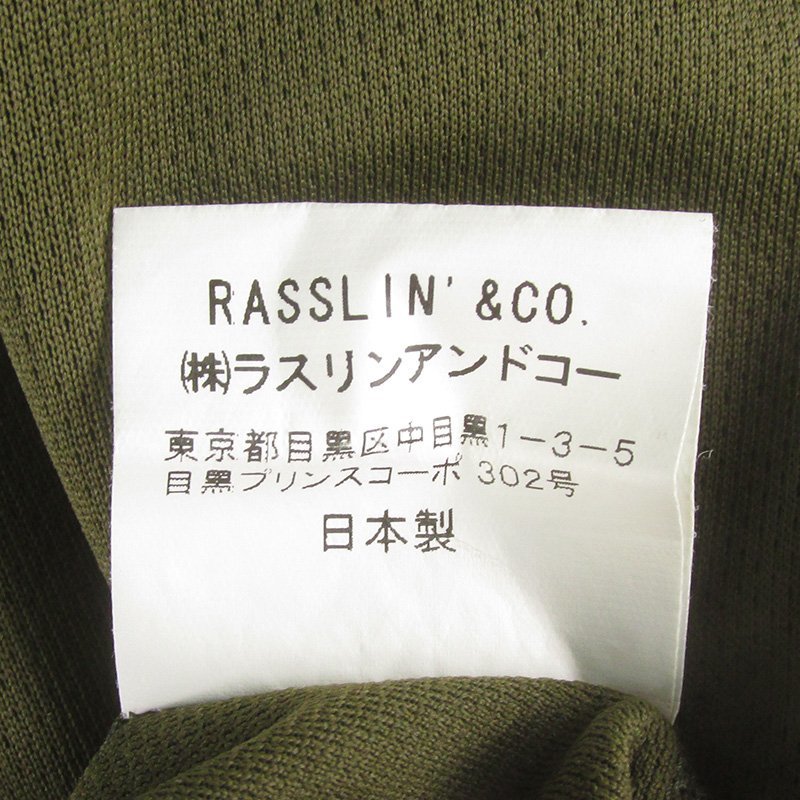 RASSLIN' &CO.
㈱ラスリンアンドコー
東京都目黒区中目黒1-3-5
目黒プリンスコーポ 302号
日本製